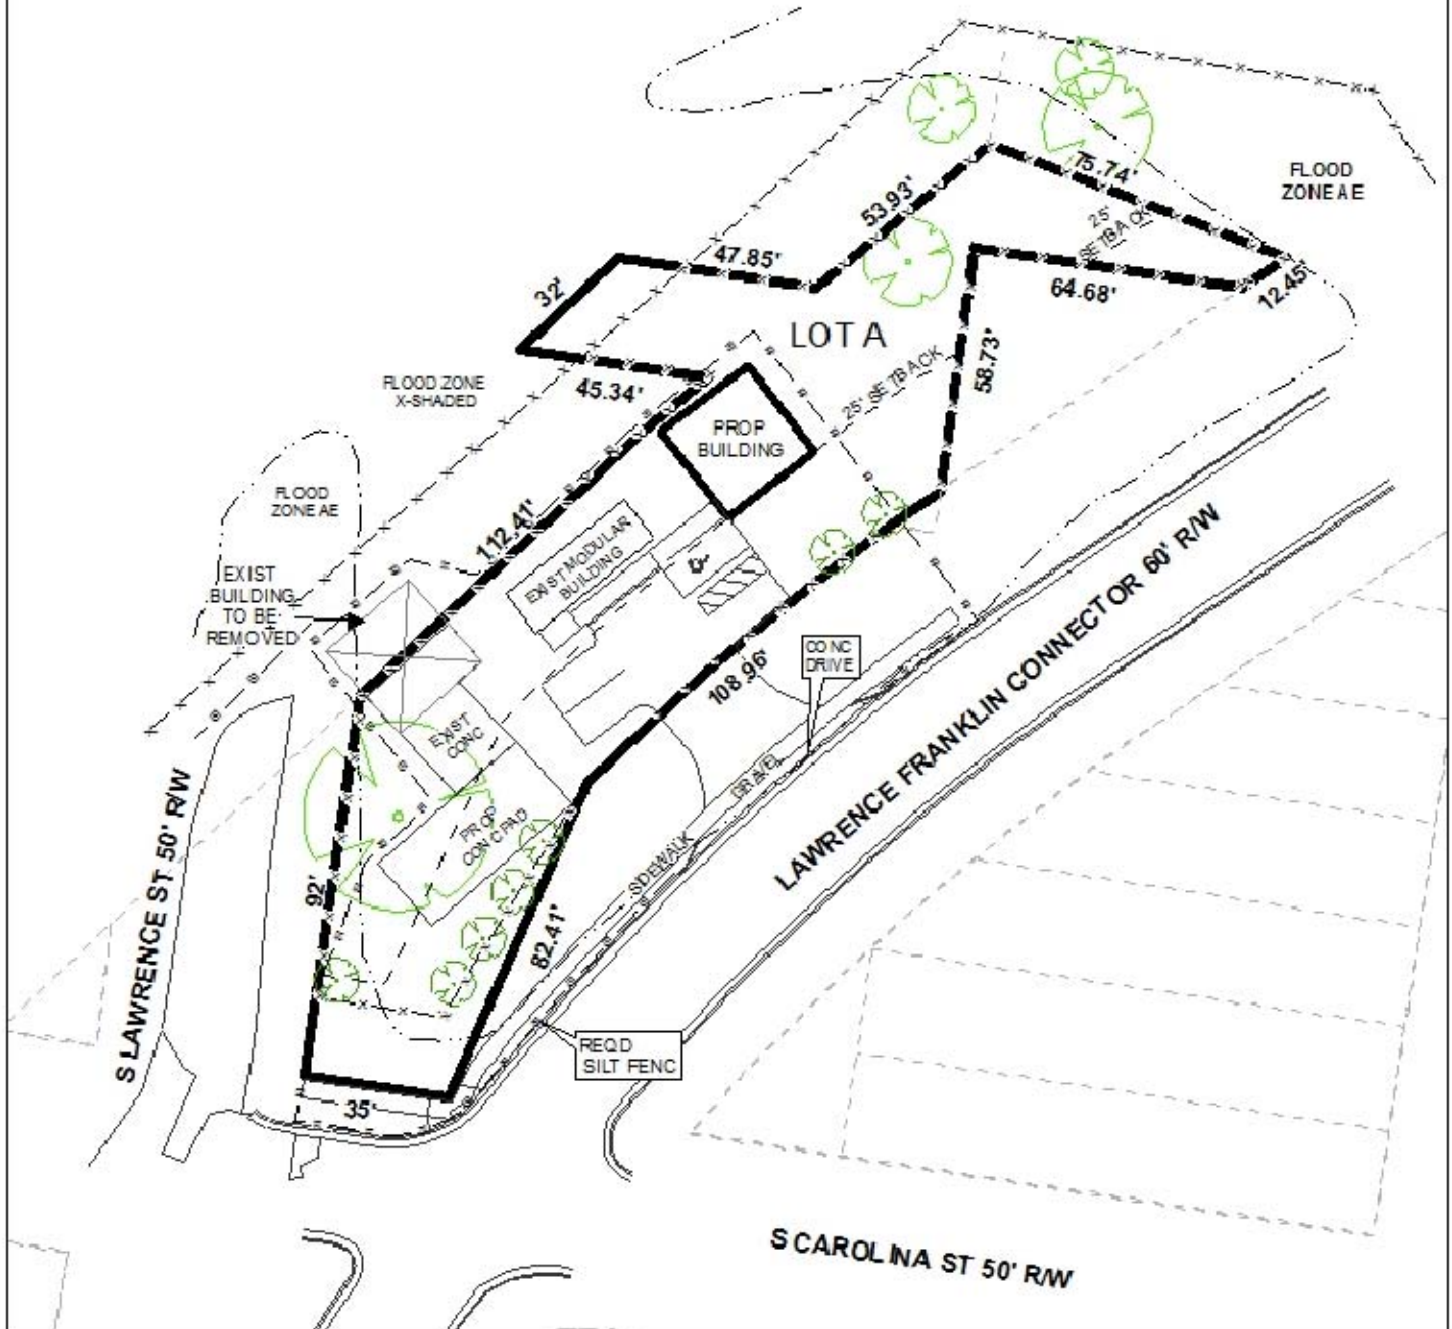 75.74'
FLOOD
ZONE AE
53.93'
25'
SETBACK
47.85'
12.45'
32'
64.68'
LOT A
58.73'
25' SETBACK
FLOOD ZONE
X-SHADED
45.34'
PROP
BUILDING
FLOOD
ZONE AE
112.41'
EXIST MODULAR
BUILDING
EXIIST
BUILDING
TO BE
REMOVED
LAWRENCE FRANKLIN CONNECTOR 60' R/W
CONC
DRIVE
108.96'
EXIST
CONC
S LAWRENCE ST 50' R/W
GRAVEL
PROP
CONC PAD
SIDEWALK
92'
82.41'
REQD
SILT FENC
35'
S CAROLINA ST 50' R/W